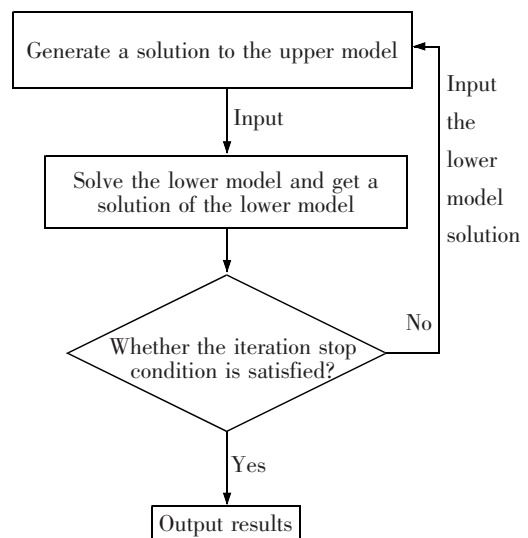 Generate a solution to the upper model
Input
Solve the lower model and get a
solution of the lower model
Whether the iteration stop
condition is satisfied?
No
Input
the
lower
model
solution
Yes
Output results